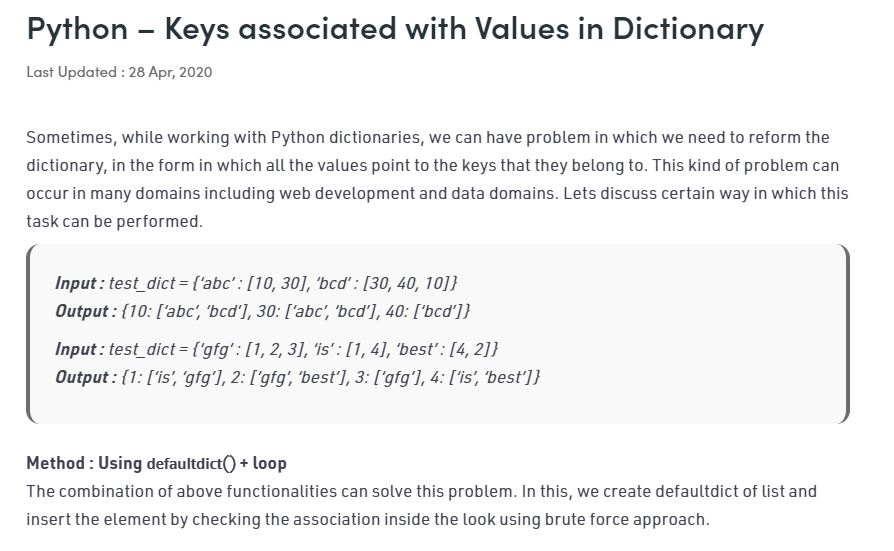 Python – Keys associated with Values in Dictionary
Last Updated : 28 Apr, 2020
Sometimes, while working with Python dictionaries, we can have problem in which we need to reform the
dictionary, in the form in which all the values point to the keys that they belong to. This kind of problem can
occur in many domains including web development and data domains. Lets discuss certain way in which this
task can be performed.
Input : test_dict = {‘abc’ : [10, 30], ‘bcd’ : [30, 40, 10]}
Output : {10: [‘abc’, ‘bcd’], 30: [‘abc’, ‘bcd’], 40: [‘bcd’]}
Input : test_dict = {‘gfg’ : [1, 2, 3], ‘is’ : [1, 4], ‘best’ : [4, 2]}
Output : {1: [‘is’, ‘gfg’], 2: [‘gfg’, ‘best’], 3: [‘gfg’], 4: [‘is’, ‘best’]}
Method : Using defaultdict() + loop
The combination of above functionalities can solve this problem. In this, we create defaultdict of list and
insert the element by checking the association inside the look using brute force approach.